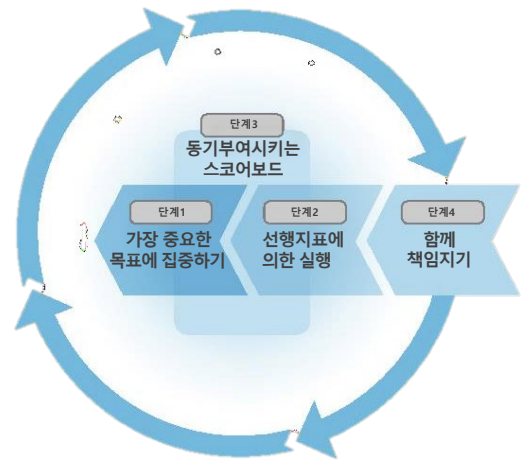 단계3
동기부여시키는
스코어보드
단계1
가장 중요한
목표에 집중하기
단계2
선행지표에
의한 실행
단계4
함께
책임지기